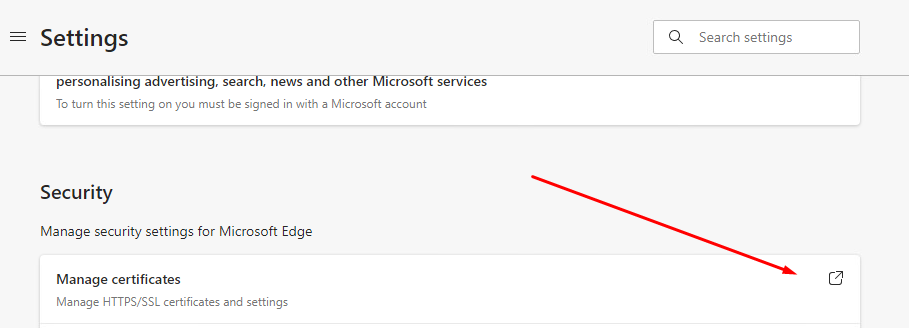 Settings
Search settings
personalising advertising, search, news and other Microsoft services
To turn this setting on you must be signed in with a Microsoft account
Security
Manage security settings for Microsoft Edge
Manage certificates
Manage HTTPS/SSL certificates and settings